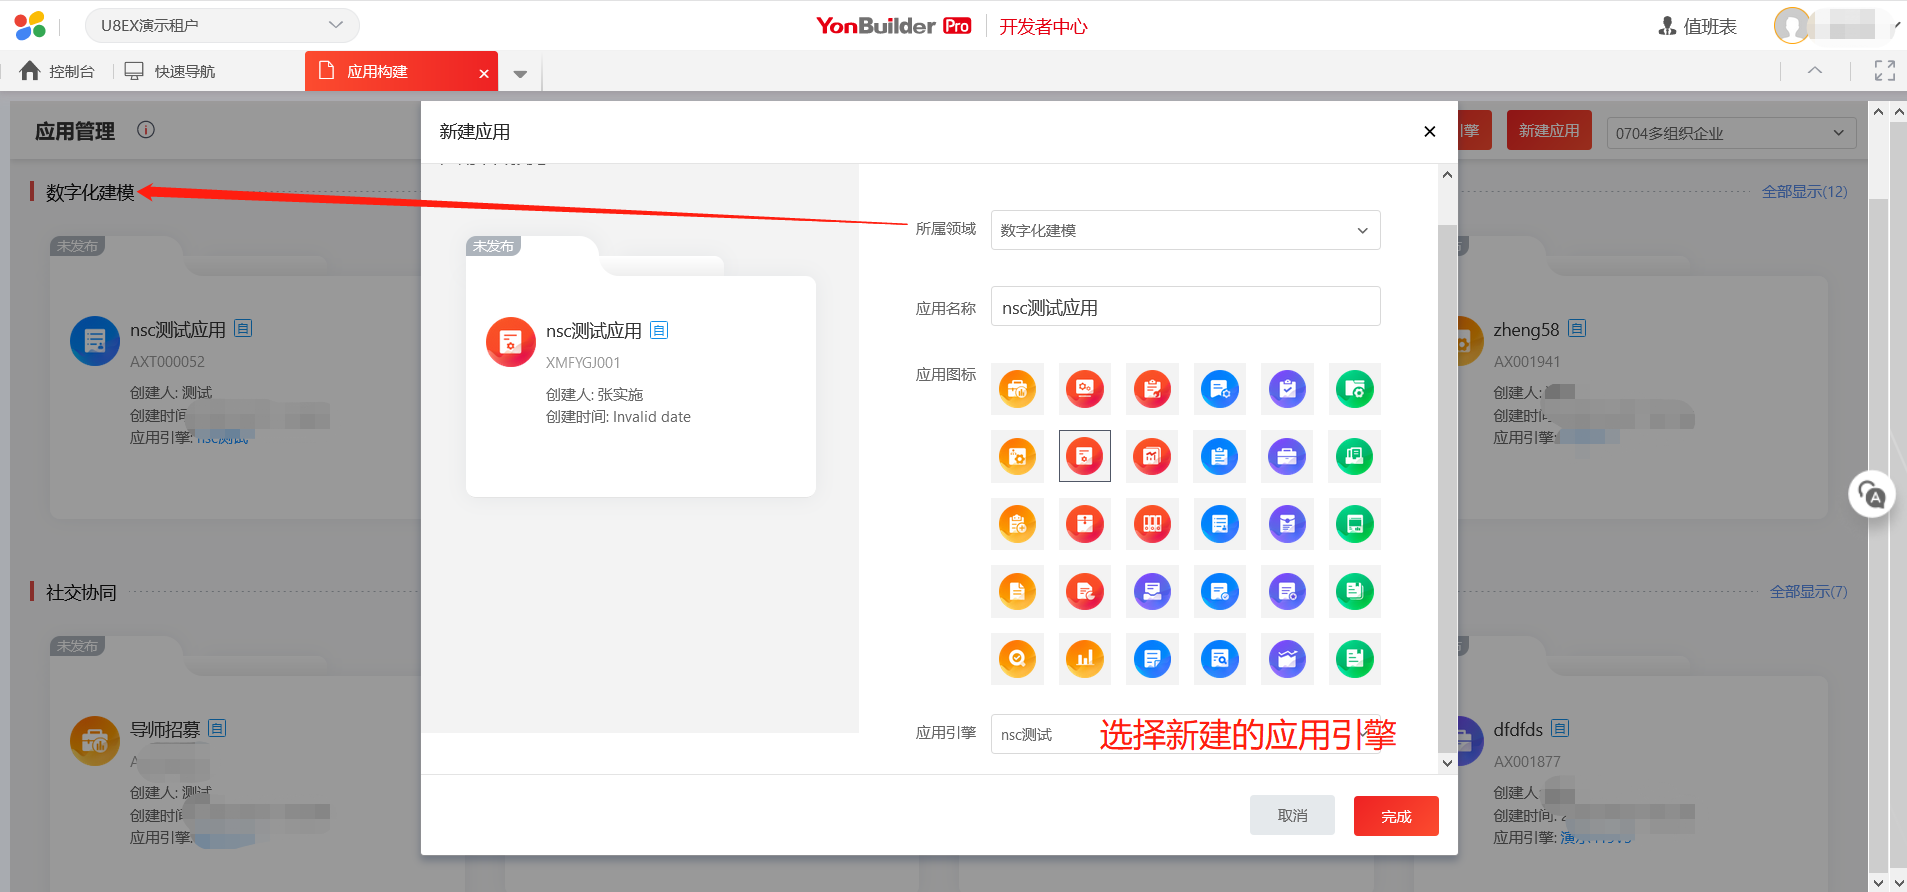 U8EX演示租户
YonBuilder Pro 开发者中心
值班表
控制台
快速导航
应用构建
应用管理
新建应用
擎
新建应用
0704多组织企业
数字化建模
全部显示(12)
所属领域
数字化建模
未发布
nsc测试应用 自
AXT000052
创建人: 测试
创建时间
应用引擎: nsc测试
未发布
nsc测试应用 自
XMFYGJ001
创建人: 张实施
创建时间: Invalid date
应用名称
nsc测试应用
应用图标
zheng58 自
AX001941
创建人:
创建时间
应用引擎:
社交协同
全部显示(7)
未发布
导师招募 自
创建人: 测试
创建时间
应用引擎:
应用引擎
nsc测试
选择新建的应用引擎
dfdfds 自
AX001877
创建人:
创建时间: 2
应用引擎: 演示
取消
完成